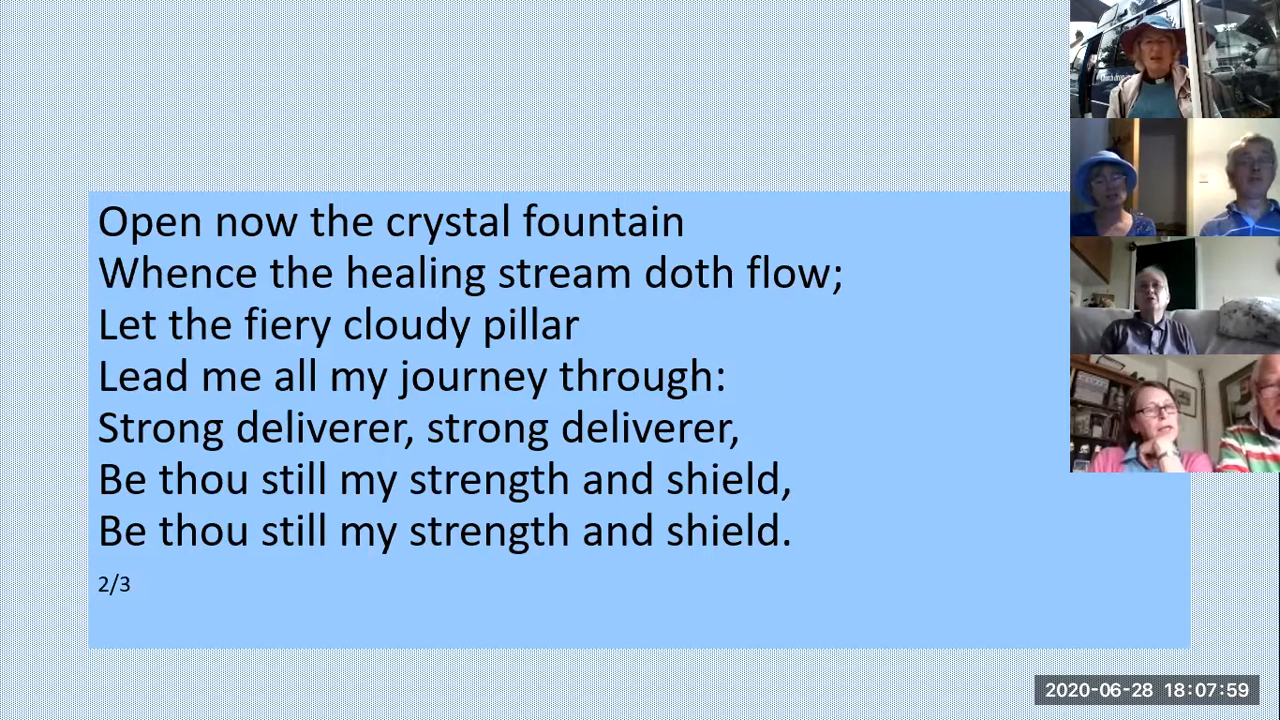 Open now the crystal fountain
Whence the healing stream doth flow;
Let the fiery cloudy pillar
Lead me all my journey through:
Strong deliverer, strong deliverer,
Be thou still my strength and shield,
Be thou still my strength and shield.
2/3
2020-06-28 18:07:59